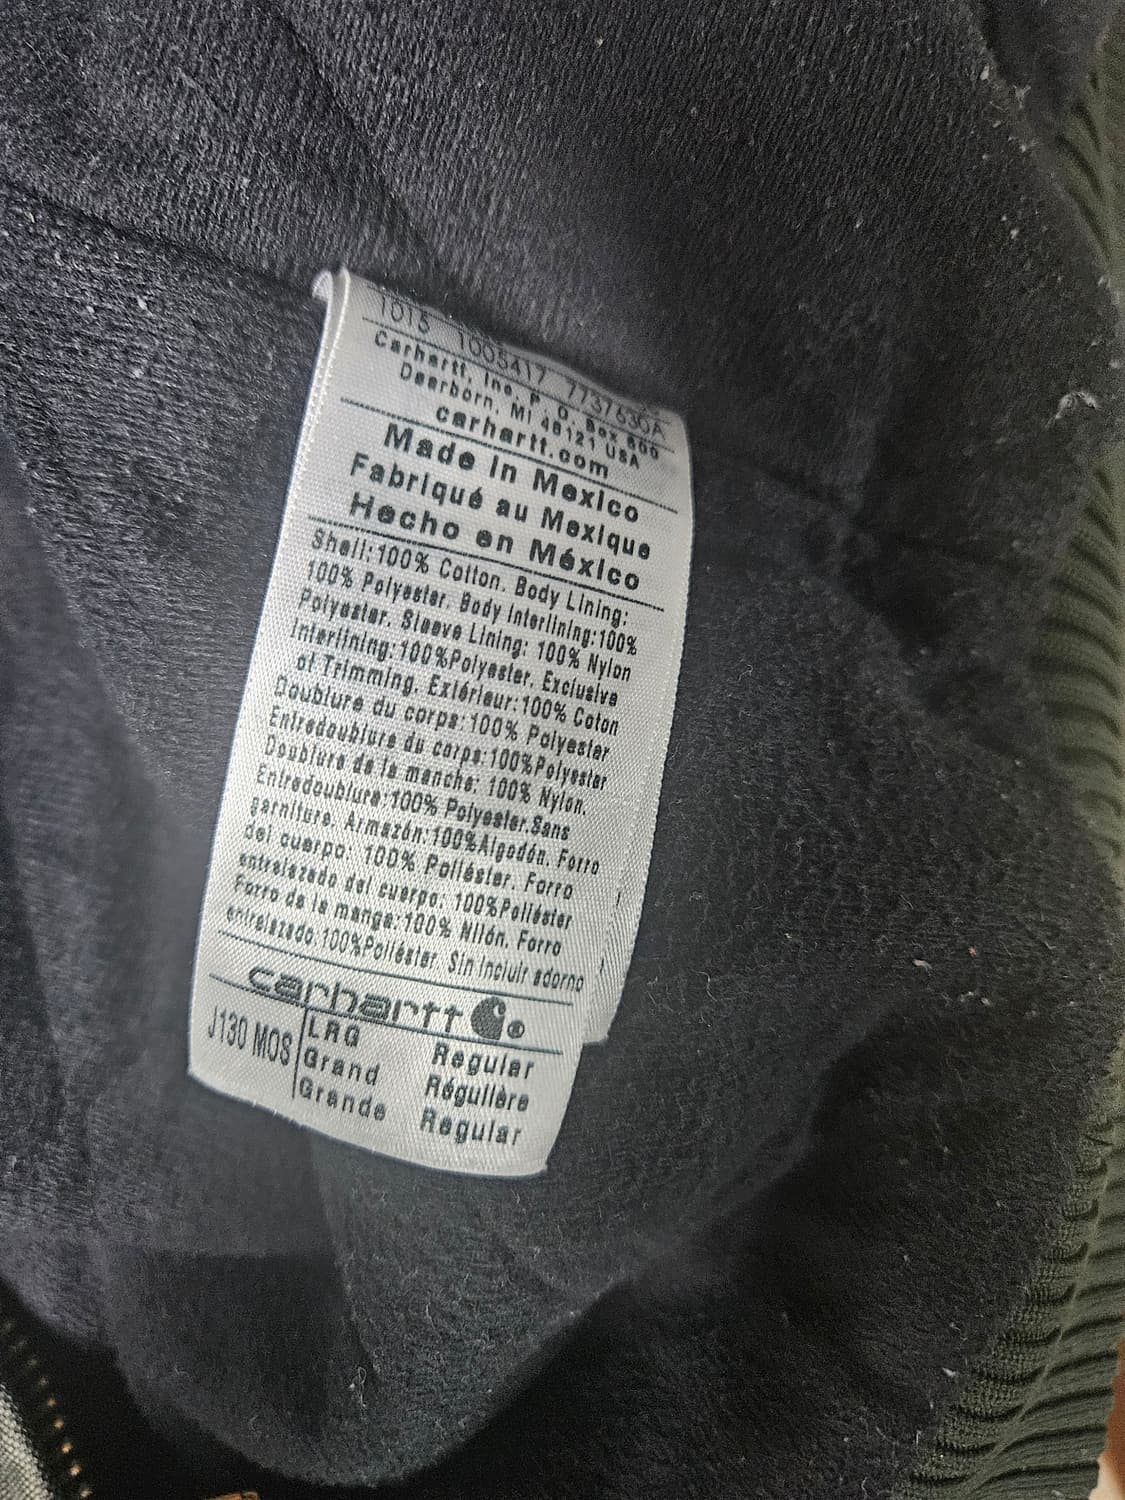 1015 1005417 7737630A
Carhartt, Inc., P. O. Box 600
Dearborn, MI 48121 USA
carhartt.com
Made in Mexico
Fabriqué au Mexique
Hecho en México
Shell:100% Cotton. Body Lining:
100% Polyester. Body Interlining:100%
Polyester. Sleeve Lining: 100% Nylon
Interlining:100%Polyester. Exclusive
of Trimming. Extérieur:100% Coton
Doublure du corps:100% Polyester
Entredoublure du corps:100%Polyester
Doublure de la manche: 100% Nylon.
Entredoublure:100% Polyester.Sans
garniture. Armazón:100%Algodón. Forro
del cuerpo: 100% Poliéster. Forro
entrelazado del cuerpo: 100%Poliéster
Forro de la manga:100% Nilón. Forro
entrelazado:100%Poliéster. Sin incluir adorno
carhartt ®
J130 MOS LRG Regular
Grand Régulière
Grande Regular